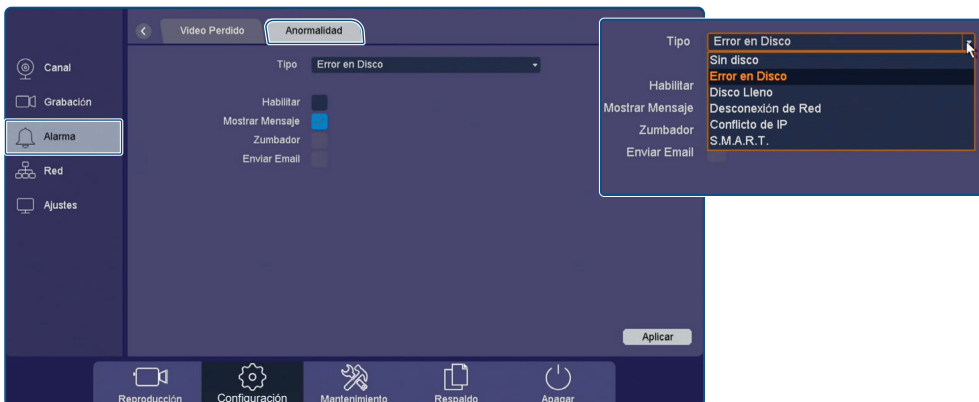 Video Perdido
Anormalidad
Canal
Grabación
Alarma
Red
Ajustes
Tipo
Error en Disco
Habilitar
Mostrar Mensaje
Zumbador
Enviar Email
Aplicar
Reproducción
Configuración
Mantenimiento
Respaldo
Apagar
Tipo
Error en Disco
Sin disco
Error en Disco
Disco Lleno
Desconexión de Red
Conflicto de IP
S.M.A.R.T.
Habilitar
Mostrar Mensaje
Zumbador
Enviar Email